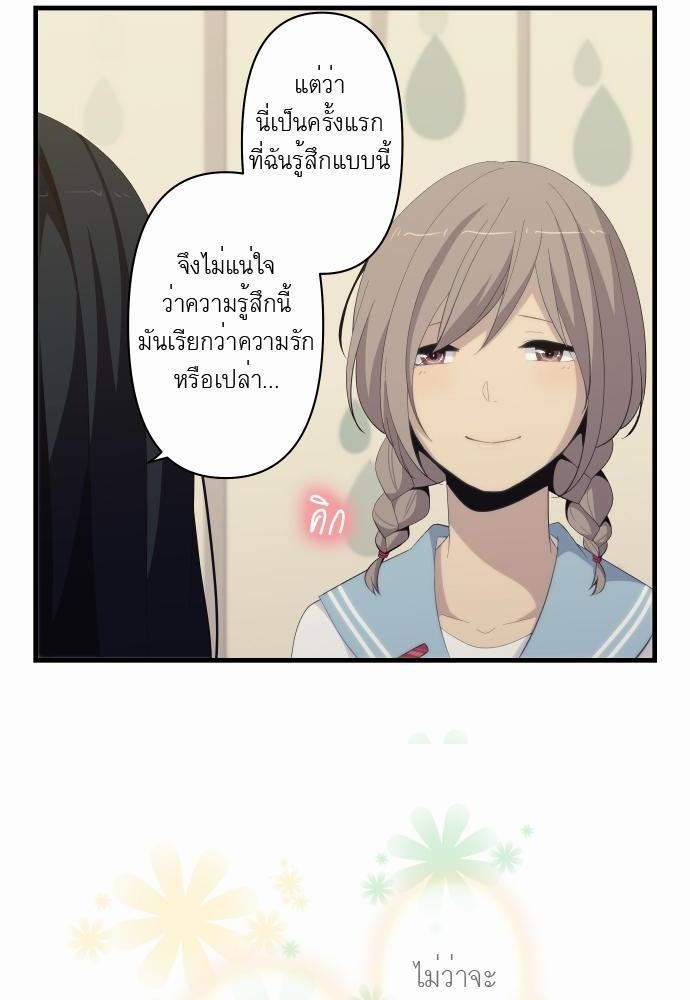 แต่ว่า
นี่เป็นครั้งแรก
ที่ฉันรู้สึกแบบนี้
จึงไม่แน่ใจ
ว่าความรู้สึกนี้
มันเรียกว่าความรัก
หรือเปล่า...
คิก
ไม่ว่าจะ